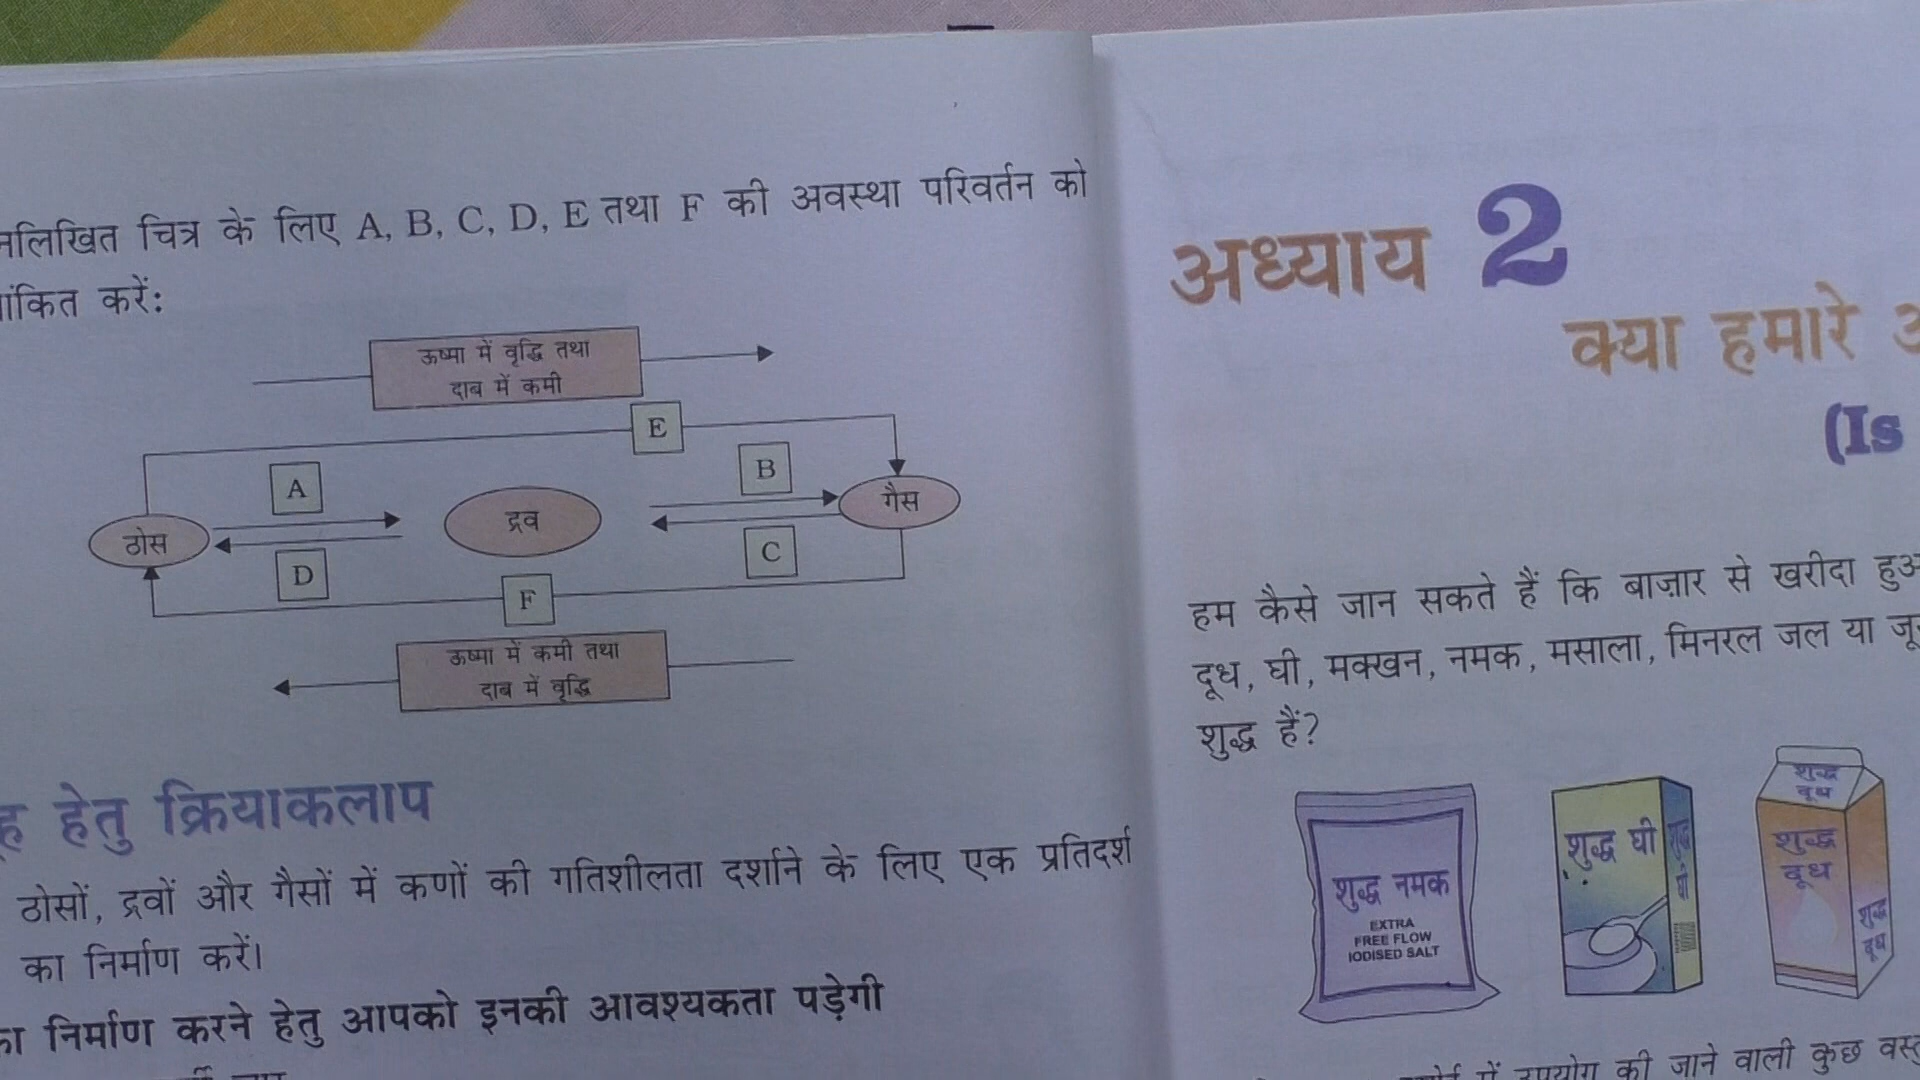 चित्र के लिए A, B, C, D, E तथा F की अवस्था परिवर्तन को
करें:
ऊष्मा में वृद्धि तथा
दाब में कमी
E
B
A
गैस
द्रव
ठोस
C
D
F
ऊष्मा में कमी तथा
दाब में वृद्धि
हेतु क्रियाकलाप
ठोसों, द्रवों और गैसों में कणों की गतिशीलता दर्शाने के लिए एक प्रतिदर्श
का निर्माण करें।
निर्माण करने हेतु आपको इनकी आवश्यकता पड़ेगी
अध्याय 2
क्या हमारे
(Is
हम कैसे जान सकते हैं कि बाज़ार से खरीदा
दूध, घी, मक्खन, नमक, मसाला, मिनरल जल या
शुद्ध हैं?
शुद्ध नमक
EXTRA
FREE FLOW
IODISED SALT
शुद्ध घी
शुद्ध
घी
शुद्ध
दूध
शुद्ध
दूध
शुद्ध
दूध
में उपयोग की जाने वाली कुछ